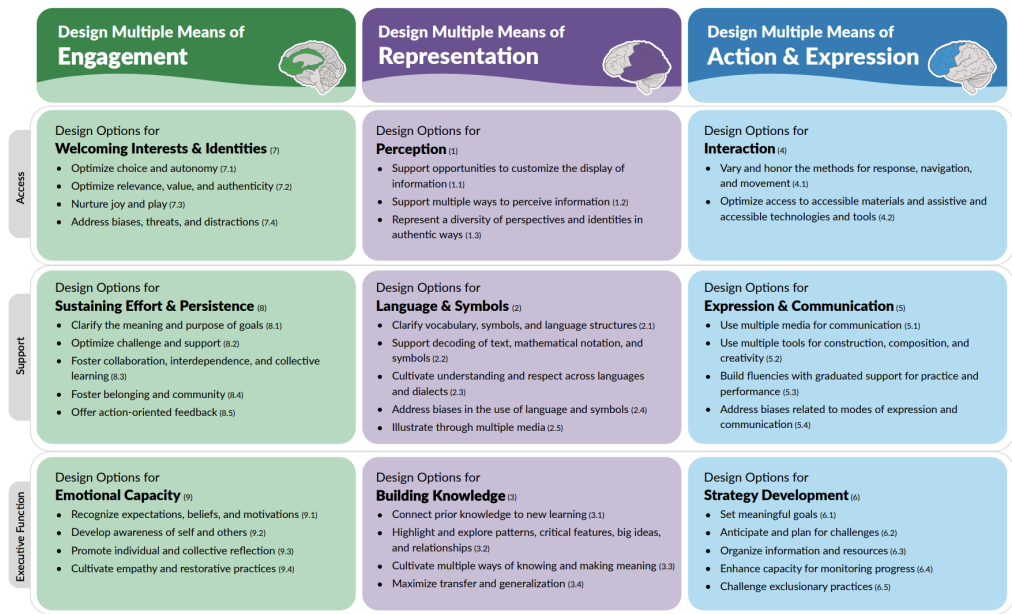 Design Multiple Means of
Engagement
Design Multiple Means of
Representation
Design Multiple Means of
Action & Expression
Access
Design Options for
Welcoming Interests & Identities (7)
• Optimize choice and autonomy (7.1)
• Optimize relevance, value, and authenticity (7.2)
• Nurture joy and play (7.3)
• Address biases, threats, and distractions (7.4)
Design Options for
Perception (1)
• Support opportunities to customize the display of
information (1.1)
• Support multiple ways to perceive information (1.2)
• Represent a diversity of perspectives and identities in
authentic ways (1.3)
Design Options for
Interaction (4)
• Vary and honor the methods for response, navigation,
and movement (4.1)
• Optimize access to accessible materials and assistive and
accessible technologies and tools (4.2)
Support
Design Options for
Sustaining Effort & Persistence (8)
• Clarify the meaning and purpose of goals (8.1)
• Optimize challenge and support (8.2)
• Foster collaboration, interdependence, and collective
learning (8.3)
• Foster belonging and community (8.4)
• Offer action-oriented feedback (8.5)
Design Options for
Language & Symbols (2)
• Clarify vocabulary, symbols, and language structures (2.1)
• Support decoding of text, mathematical notation, and
symbols (2.2)
• Cultivate understanding and respect across languages
and dialects (2.3)
• Address biases in the use of language and symbols (2.4)
• Illustrate through multiple media (2.5)
Design Options for
Expression & Communication (5)
• Use multiple media for communication (5.1)
• Use multiple tools for construction, composition, and
creativity (5.2)
• Build fluencies with graduated support for practice and
performance (5.3)
• Address biases related to modes of expression and
communication (5.4)
Executive Function
Design Options for
Emotional Capacity (9)
• Recognize expectations, beliefs, and motivations (9.1)
• Develop awareness of self and others (9.2)
• Promote individual and collective reflection (9.3)
• Cultivate empathy and restorative practices (9.4)
Design Options for
Building Knowledge (3)
• Connect prior knowledge to new learning (3.1)
• Highlight and explore patterns, critical features, big ideas,
and relationships (3.2)
• Cultivate multiple ways of knowing and making meaning (3.3)
• Maximize transfer and generalization (3.4)
Design Options for
Strategy Development (6)
• Set meaningful goals (6.1)
• Anticipate and plan for challenges (6.2)
• Organize information and resources (6.3)
• Enhance capacity for monitoring progress (6.4)
• Challenge exclusionary practices (6.5)